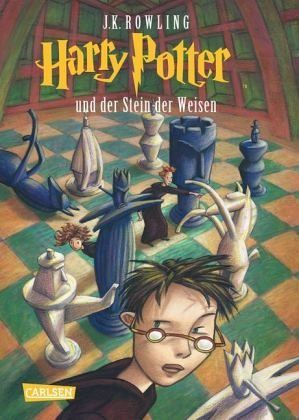 J.K. ROWLING
Harry Potter
und der Stein der Weisen
CARLSEN